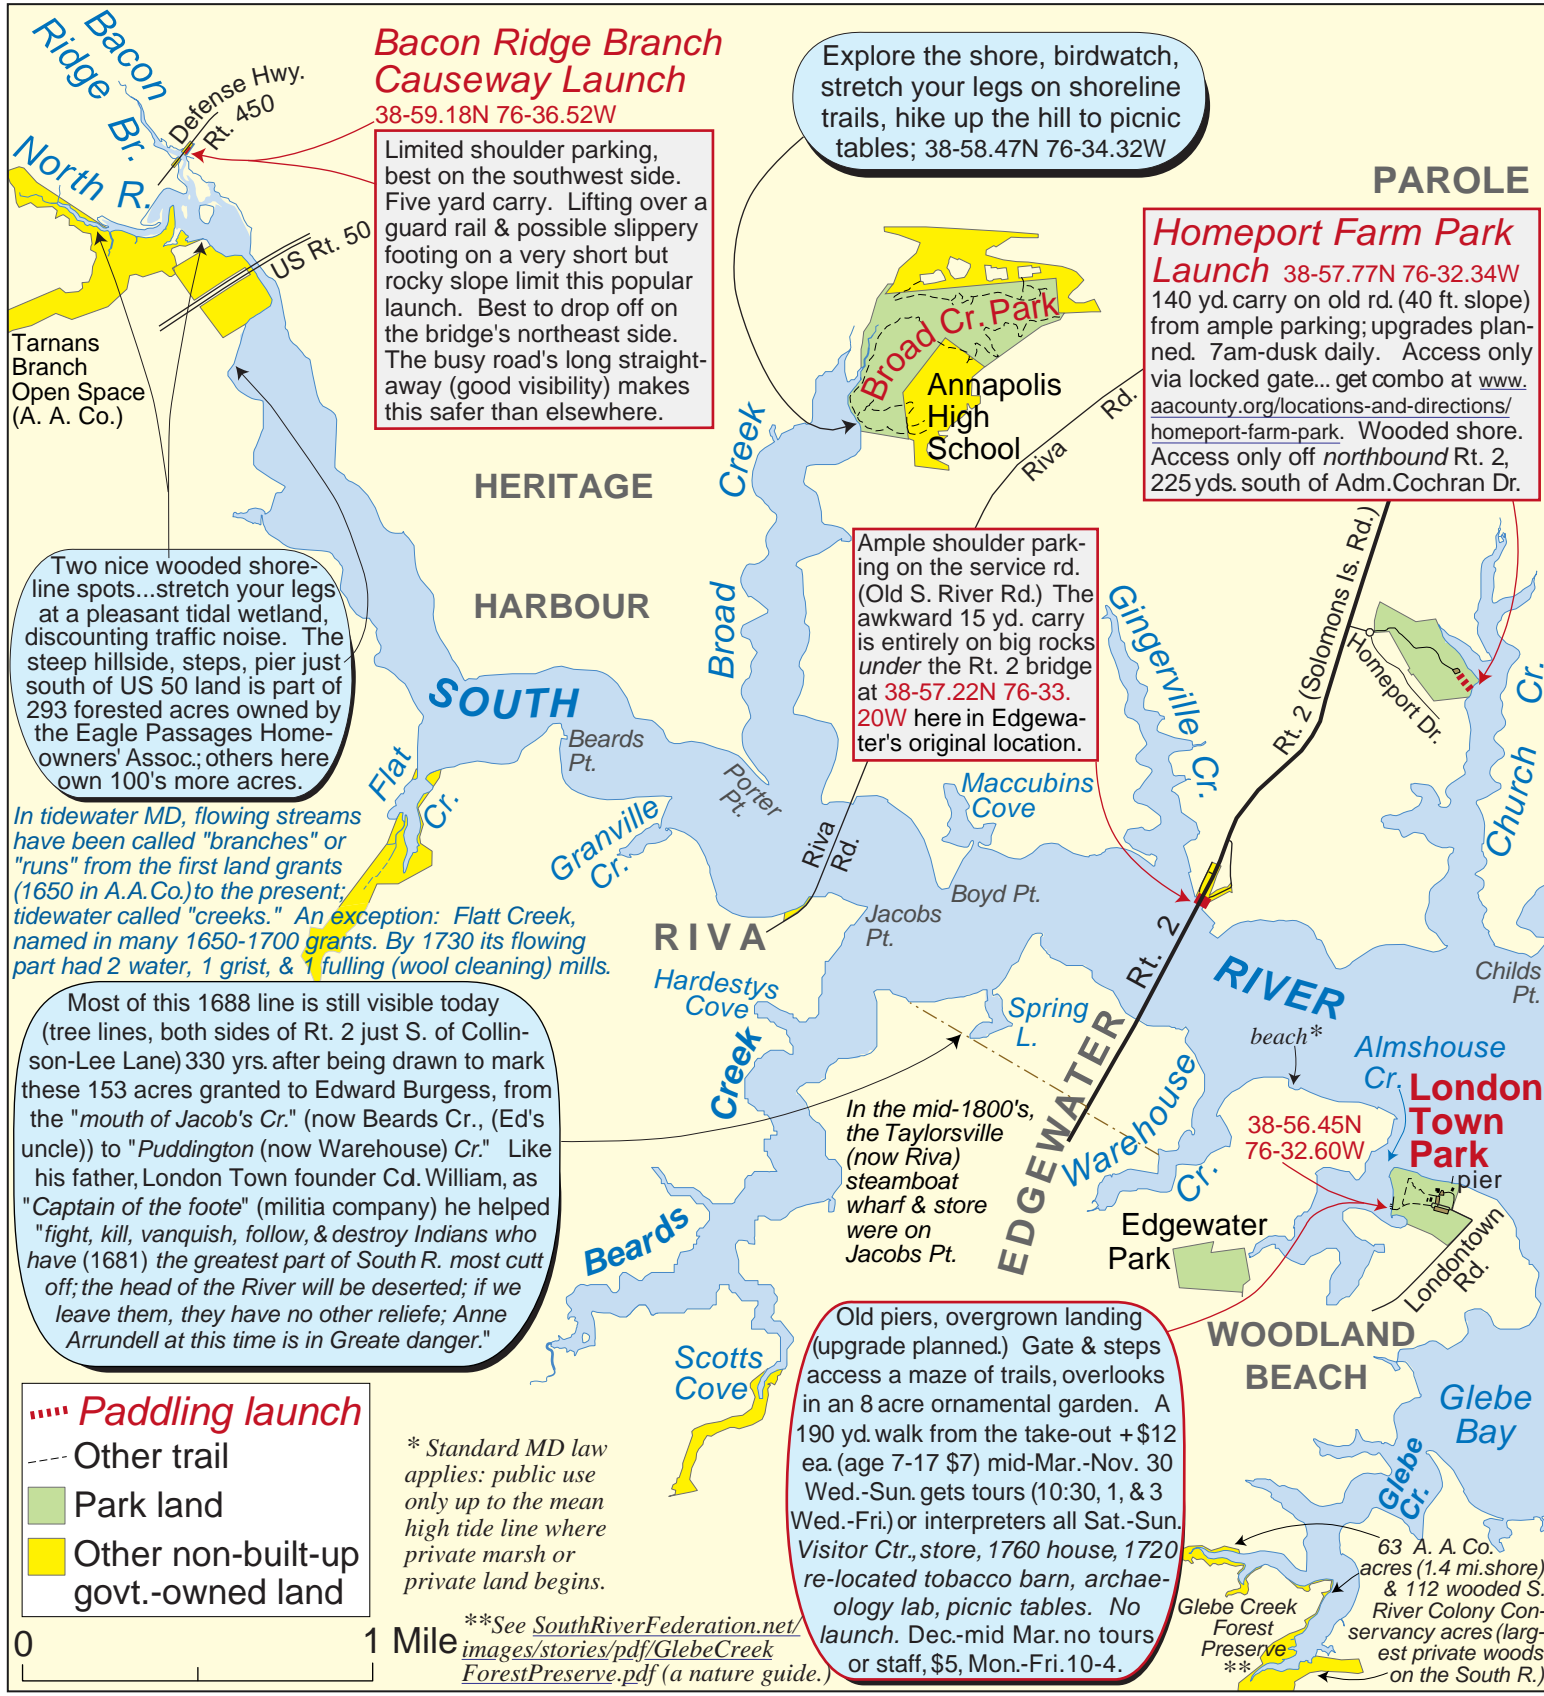 Bacon
Ridge Br.
Defense Hwy.
Rt. 450
North R.
US Rt. 50
Tarnans
Branch
Open Space
(A. A. Co.)
Bacon Ridge Branch
Causeway Launch
38-59.18N 76-36.52W
Limited shoulder parking,
best on the southwest side.
Five yard carry. Lifting over a
guard rail & possible slippery
footing on a very short but
rocky slope limit this popular
launch. Best to drop off on
the bridge's northeast side.
The busy road's long straight-
away (good visibility) makes
this safer than elsewhere.
Explore the shore, birdwatch,
stretch your legs on shoreline
trails, hike up the hill to picnic
tables; 38-58.47N 76-34.32W
PAROLE
Homeport Farm Park
Launch 38-57.77N 76-32.34W
140 yd. carry on old rd. (40 ft. slope)
from ample parking; upgrades plan-
ned. 7am-dusk daily. Access only
via locked gate... get combo at www.
aacounty.org/locations-and-directions/
homeport-farm-park. Wooded shore.
Access only off northbound Rt. 2,
225 yds. south of Adm.Cochran Dr.
Broad Cr. Park
Annapolis
High
School
Riva Rd.
Broad Creek
HERITAGE
HARBOUR
Two nice wooded shore-
line spots...stretch your legs
at a pleasant tidal wetland,
discounting traffic noise. The
steep hillside, steps, pier just
south of US 50 land is part of
293 forested acres owned by
the Eagle Passages Home-
owners' Assoc.; others here
own 100's more acres.
Ample shoulder park-
ing on the service rd.
(Old S. River Rd.) The
awkward 15 yd. carry
is entirely on big rocks
under the Rt. 2 bridge
at 38-57.22N 76-33.
20W here in Edgewa-
ter's original location.
Gingerville Cr.
Rt. 2 (Solomons Is. Rd.)
Homeport Dr.
Church Cr.
SOUTH
Beards
Pt.
Porter
Pt.
Flat Cr.
Granville
Cr.
Riva
Rd.
Maccubins
Cove
Boyd Pt.
Jacobs
Pt.
In tidewater MD, flowing streams
have been called "branches" or
"runs" from the first land grants
(1650 in A.A.Co.) to the present;
tidewater called "creeks." An exception: Flatt Creek,
named in many 1650-1700 grants. By 1730 its flowing
part had 2 water, 1 grist, & 1 fulling (wool cleaning) mills.
RIVA
Hardestys
Cove
Rt. 2
RIVER
Childs
Pt.
Spring
L.
beach*
Almshouse
Cr.
London
Town
Park
38-56.45N
76-32.60W
pier
Londontown
Rd.
Most of this 1688 line is still visible today
(tree lines, both sides of Rt. 2 just S. of Collin-
son-Lee Lane) 330 yrs. after being drawn to mark
these 153 acres granted to Edward Burgess, from
the "mouth of Jacob's Cr." (now Beards Cr., (Ed's
uncle)) to "Puddington (now Warehouse) Cr." Like
his father, London Town founder Col. William, as
"Captain of the foote" (militia company) he helped
"fight, kill, vanquish, follow, & destroy Indians who
have (1681) the greatest part of South R. most cutt
off; the head of the River will be deserted; if we
leave them, they have no other reliefe; Anne
Arrundell at this time is in Greate danger."
Beards Creek
In the mid-1800's,
the Taylorsville
(now Riva)
steamboat
wharf & store
were on
Jacobs Pt.
EDGEWATER
Warehouse
Cr.
Edgewater
Park
Scotts
Cove
WOODLAND
BEACH
Glebe
Bay
Glebe
Cr.
Old piers, overgrown landing
(upgrade planned.) Gate & steps
access a maze of trails, overlooks
in an 8 acre ornamental garden. A
190 yd. walk from the take-out + $12
ea. (age 7-17 $7) mid-Mar.-Nov. 30
Wed.-Sun. gets tours (10:30, 1, & 3
Wed.-Fri.) or interpreters all Sat.-Sun.
Visitor Ctr., store, 1760 house, 1720
re-located tobacco barn, archae-
ology lab, picnic tables. No
launch. Dec.-mid Mar. no tours
or staff, $5, Mon.-Fri. 10-4.
63 A. A. Co.
acres (1.4 mi.shore)
& 112 wooded S.
River Colony Con-
servancy acres (larg-
est private woods
on the South R.)
Glebe Creek
Forest
Preserve
**
Paddling launch
Other trail
Park land
Other non-built-up
govt.-owned land
0 1 Mile
* Standard MD law
applies: public use
only up to the mean
high tide line where
private marsh or
private land begins.
**See SouthRiverFederation.net/
images/stories/pdf/GlebeCreek
ForestPreserve.pdf (a nature guide.)